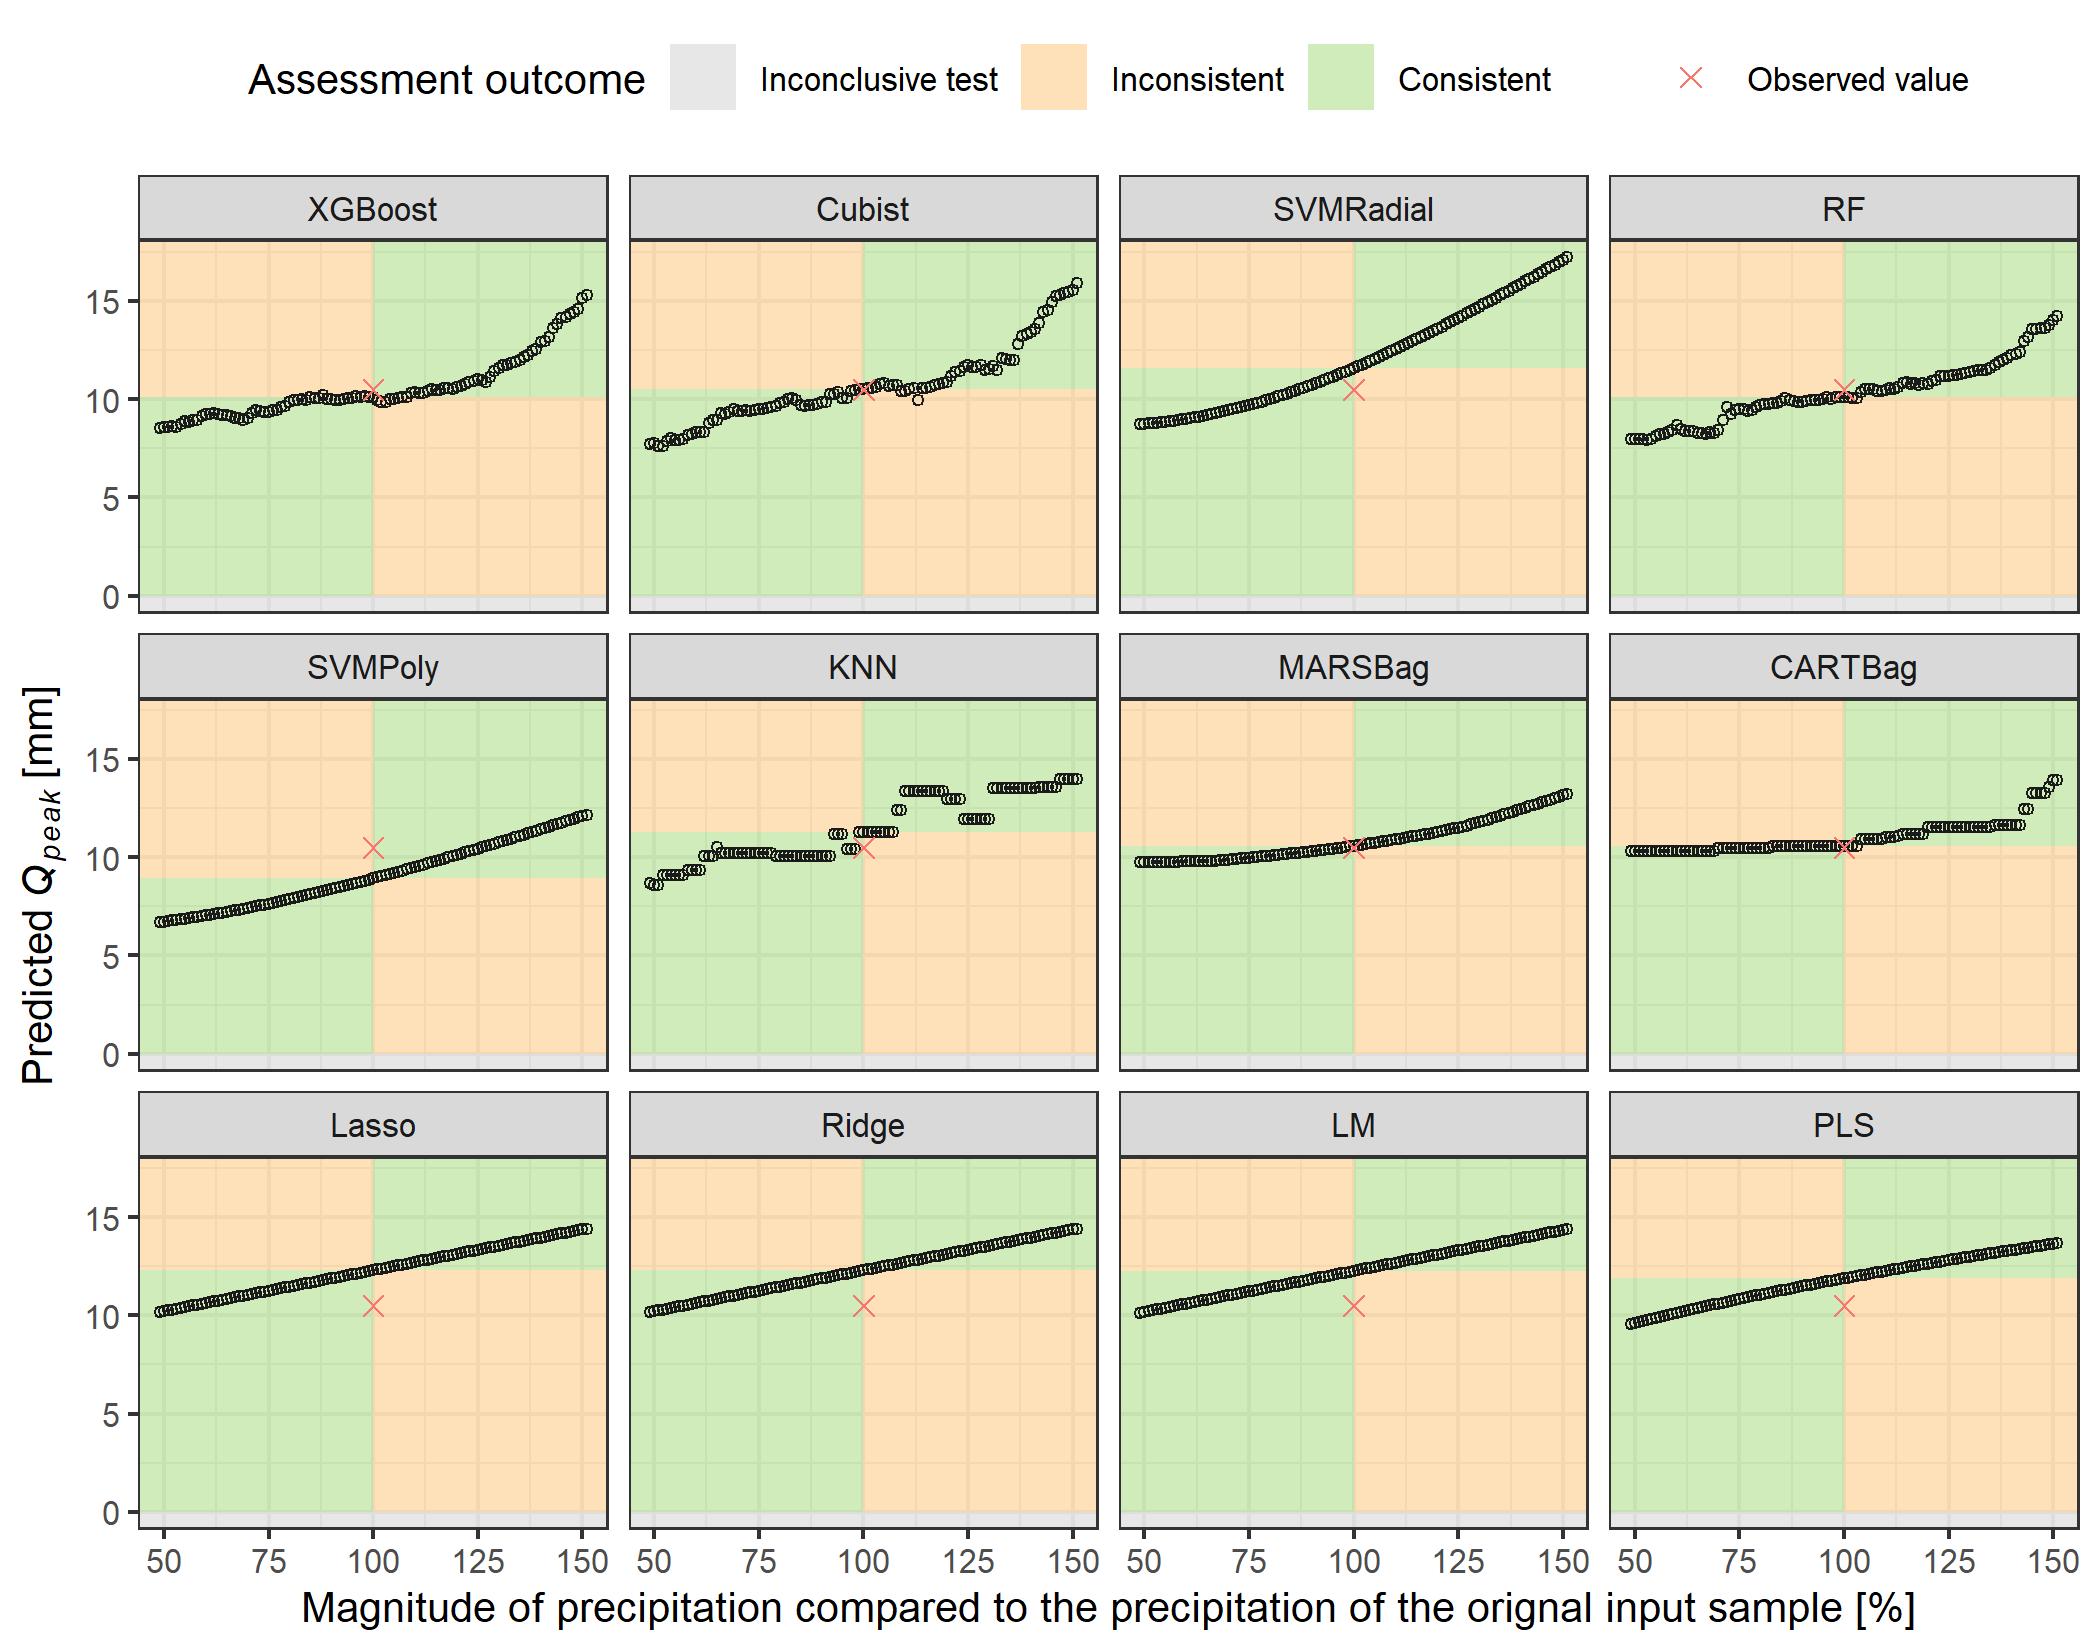 Assessment outcome Inconclusive test Inconsistent Consistent Observed value
XGBoost Cubist SVMRadial RF
15
10
5
0
SVMPoly KNN MARSBag CARTBag
15
10
5
0
Lasso Ridge LM PLS
15
10
5
0
50 75 100 125 150 50 75 100 125 150 50 75 100 125 150 50 75 100 125 150
Magnitude of precipitation compared to the precipitation of the orignal input sample [%]
Predicted Qpeak [mm]